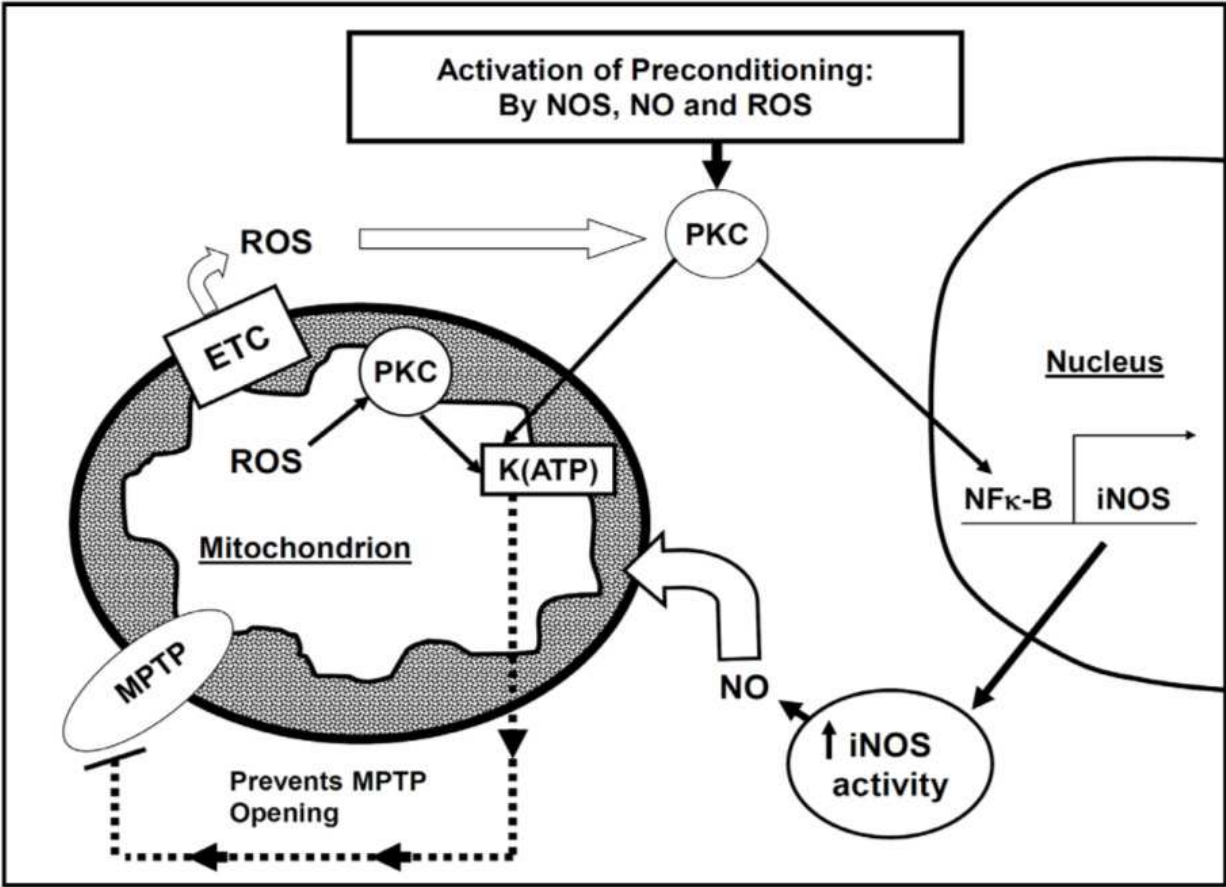 Activation of Preconditioning:
By NOS, NO and ROS
PKC
ROS
ETC
PKC
ROS
K(ATP)
Mitochondrion
MPTP
Prevents MPTP
Opening
Nucleus
NFκ-B
iNOS
NO
iNOS
activity